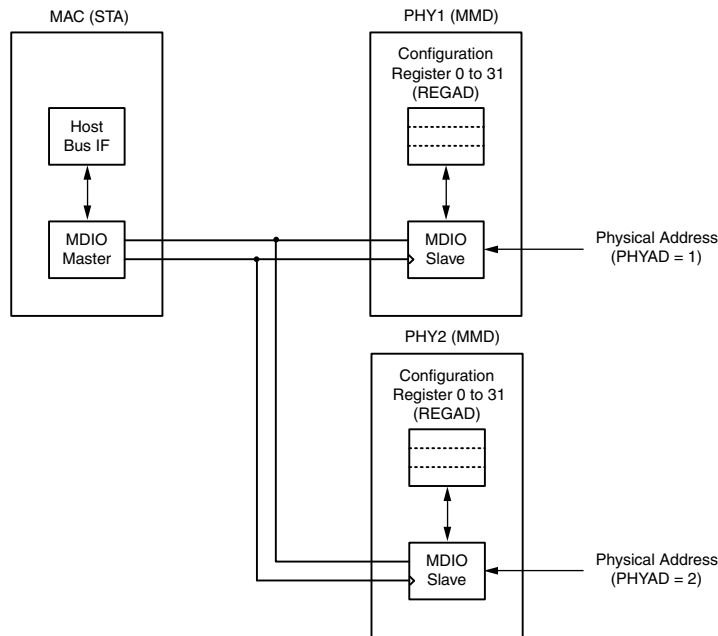 MAC (STA)
Host
Bus IF
MDIO
Master
PHY1 (MMD)
Configuration
Register 0 to 31
(REGAD)
MDIO
Slave
Physical Address
(PHYAD = 1)
PHY2 (MMD)
Configuration
Register 0 to 31
(REGAD)
MDIO
Slave
Physical Address
(PHYAD = 2)